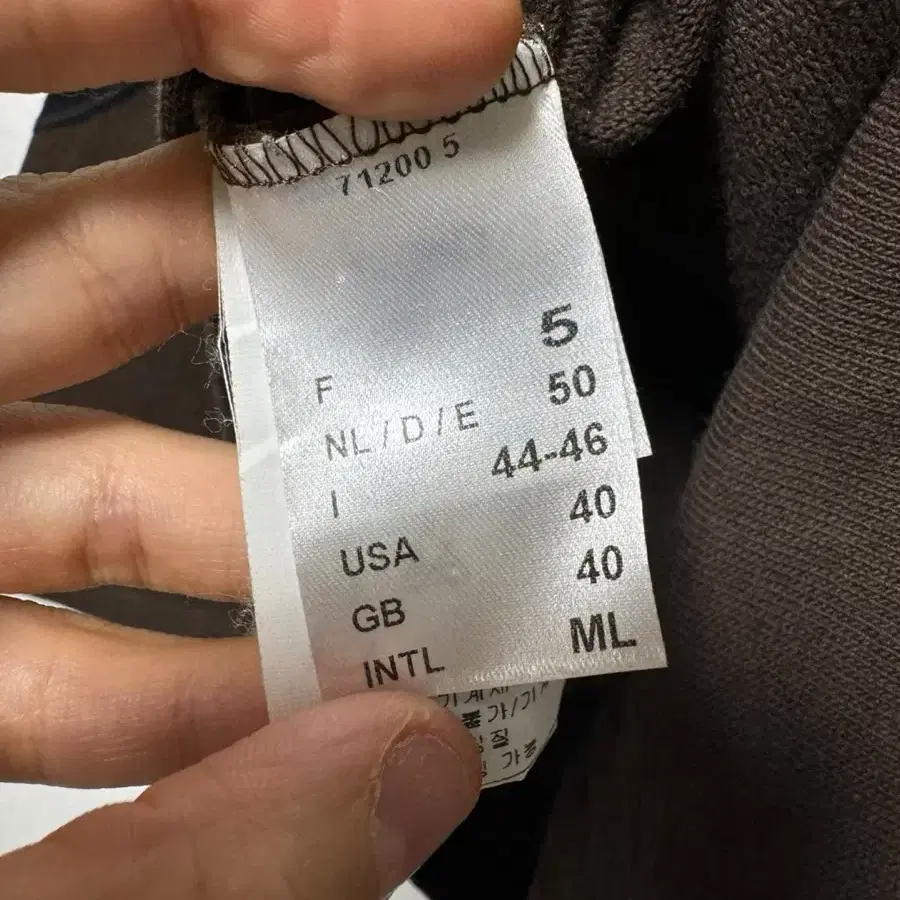 71200 5
F 5
NL / D / E 50
I 44-46
USA 40
GB 40
INTL ML